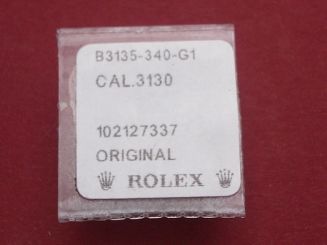 B3135-340-G1
CAL.3130
102127337
ORIGINAL
ROLEX